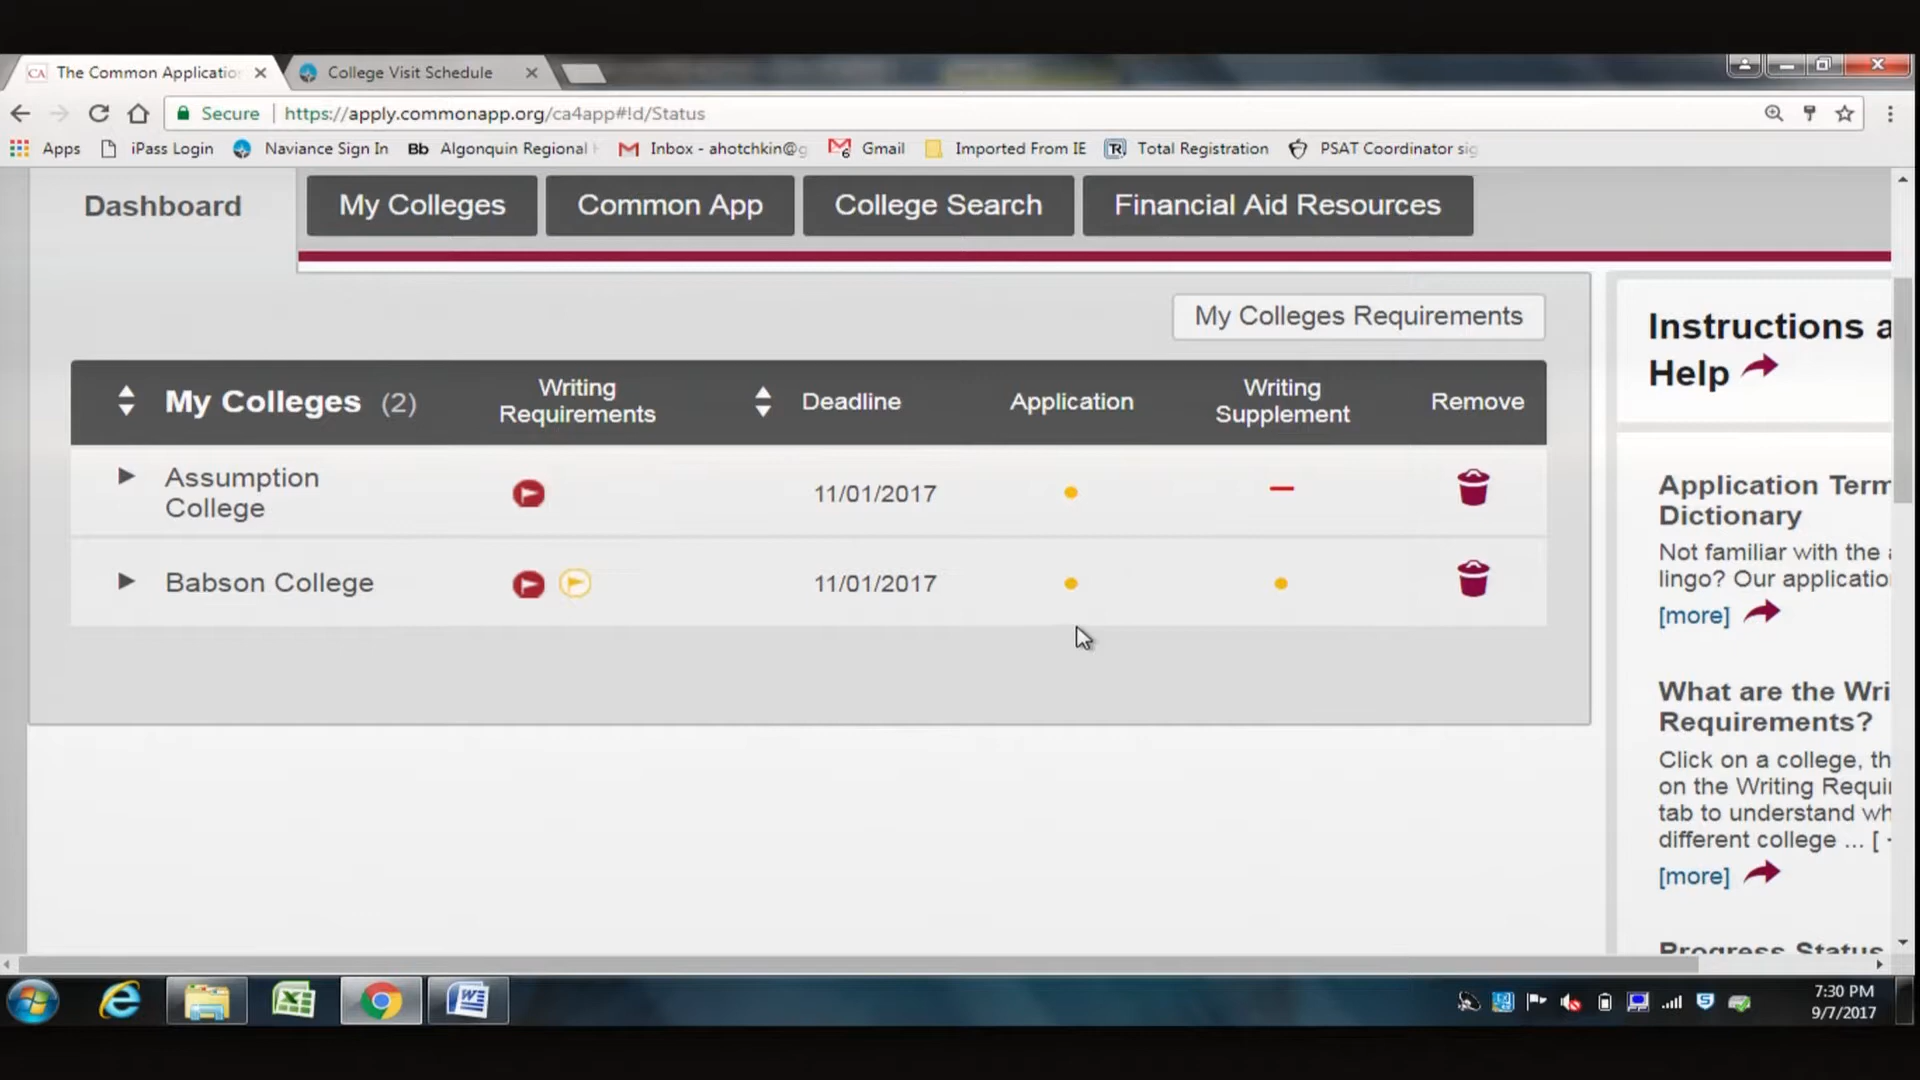 The Common Applicatio
College Visit Schedule
Secure
https://apply.commonapp.org/ca4app#!d/Status
Apps
iPass Login
Naviance Sign In
Bb Algonquin Regional
Inbox - ahotchkin@g
Gmail
Imported From IE
Total Registration
PSAT Coordinator sig
Dashboard
My Colleges
Common App
College Search
Financial Aid Resources
My Colleges Requirements
My Colleges (2)
Writing
Requirements
Deadline
Application
Writing
Supplement
Remove
Assumption
College
11/01/2017
Babson College
11/01/2017
Instructions a
Help
Application Term
Dictionary
Not familiar with the a
lingo? Our application
[more]
What are the Wri
Requirements?
Click on a college, th
on the Writing Requi
tab to understand wh
different college ... [
[more]
Progress Status
7:30 PM
9/7/2017